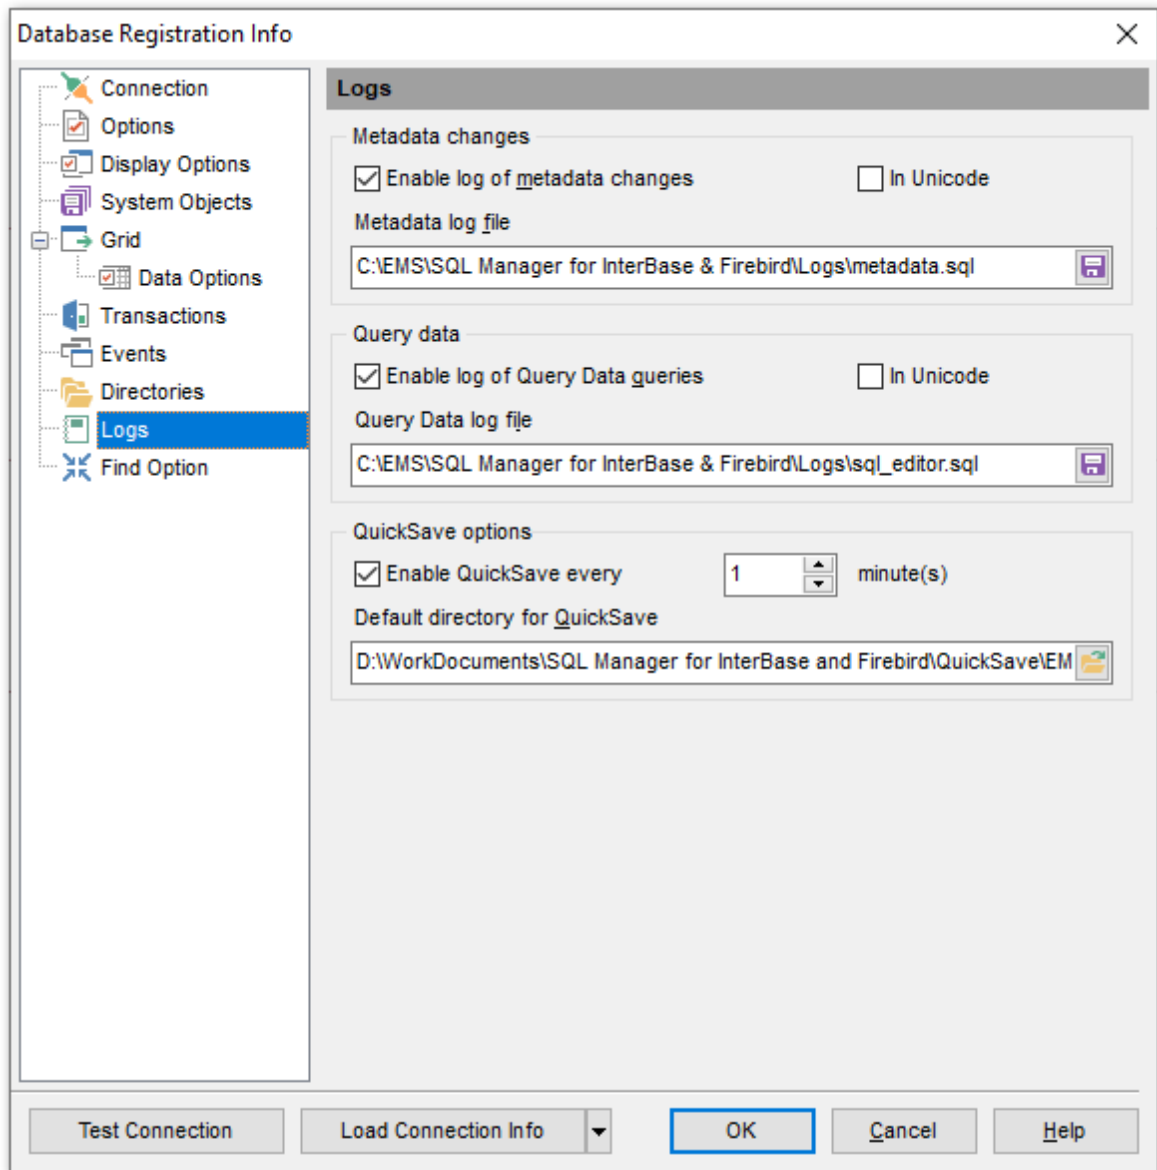 Database Registration Info
Connection
Options
Display Options
System Objects
Grid
Data Options
Transactions
Events
Directories
Logs
Find Option
Logs
Metadata changes
Enable log of metadata changes
In Unicode
Metadata log file
C:\EMS\SQL Manager for InterBase & Firebird\Logs\metadata.sql
Query data
Enable log of Query Data queries
In Unicode
Query Data log file
C:\EMS\SQL Manager for InterBase & Firebird\Logs\sql_editor.sql
QuickSave options
Enable QuickSave every 1 minute(s)
Default directory for QuickSave
D:\WorkDocuments\SQL Manager for InterBase and Firebird\QuickSave\EM
Test Connection
Load Connection Info
OK
Cancel
Help